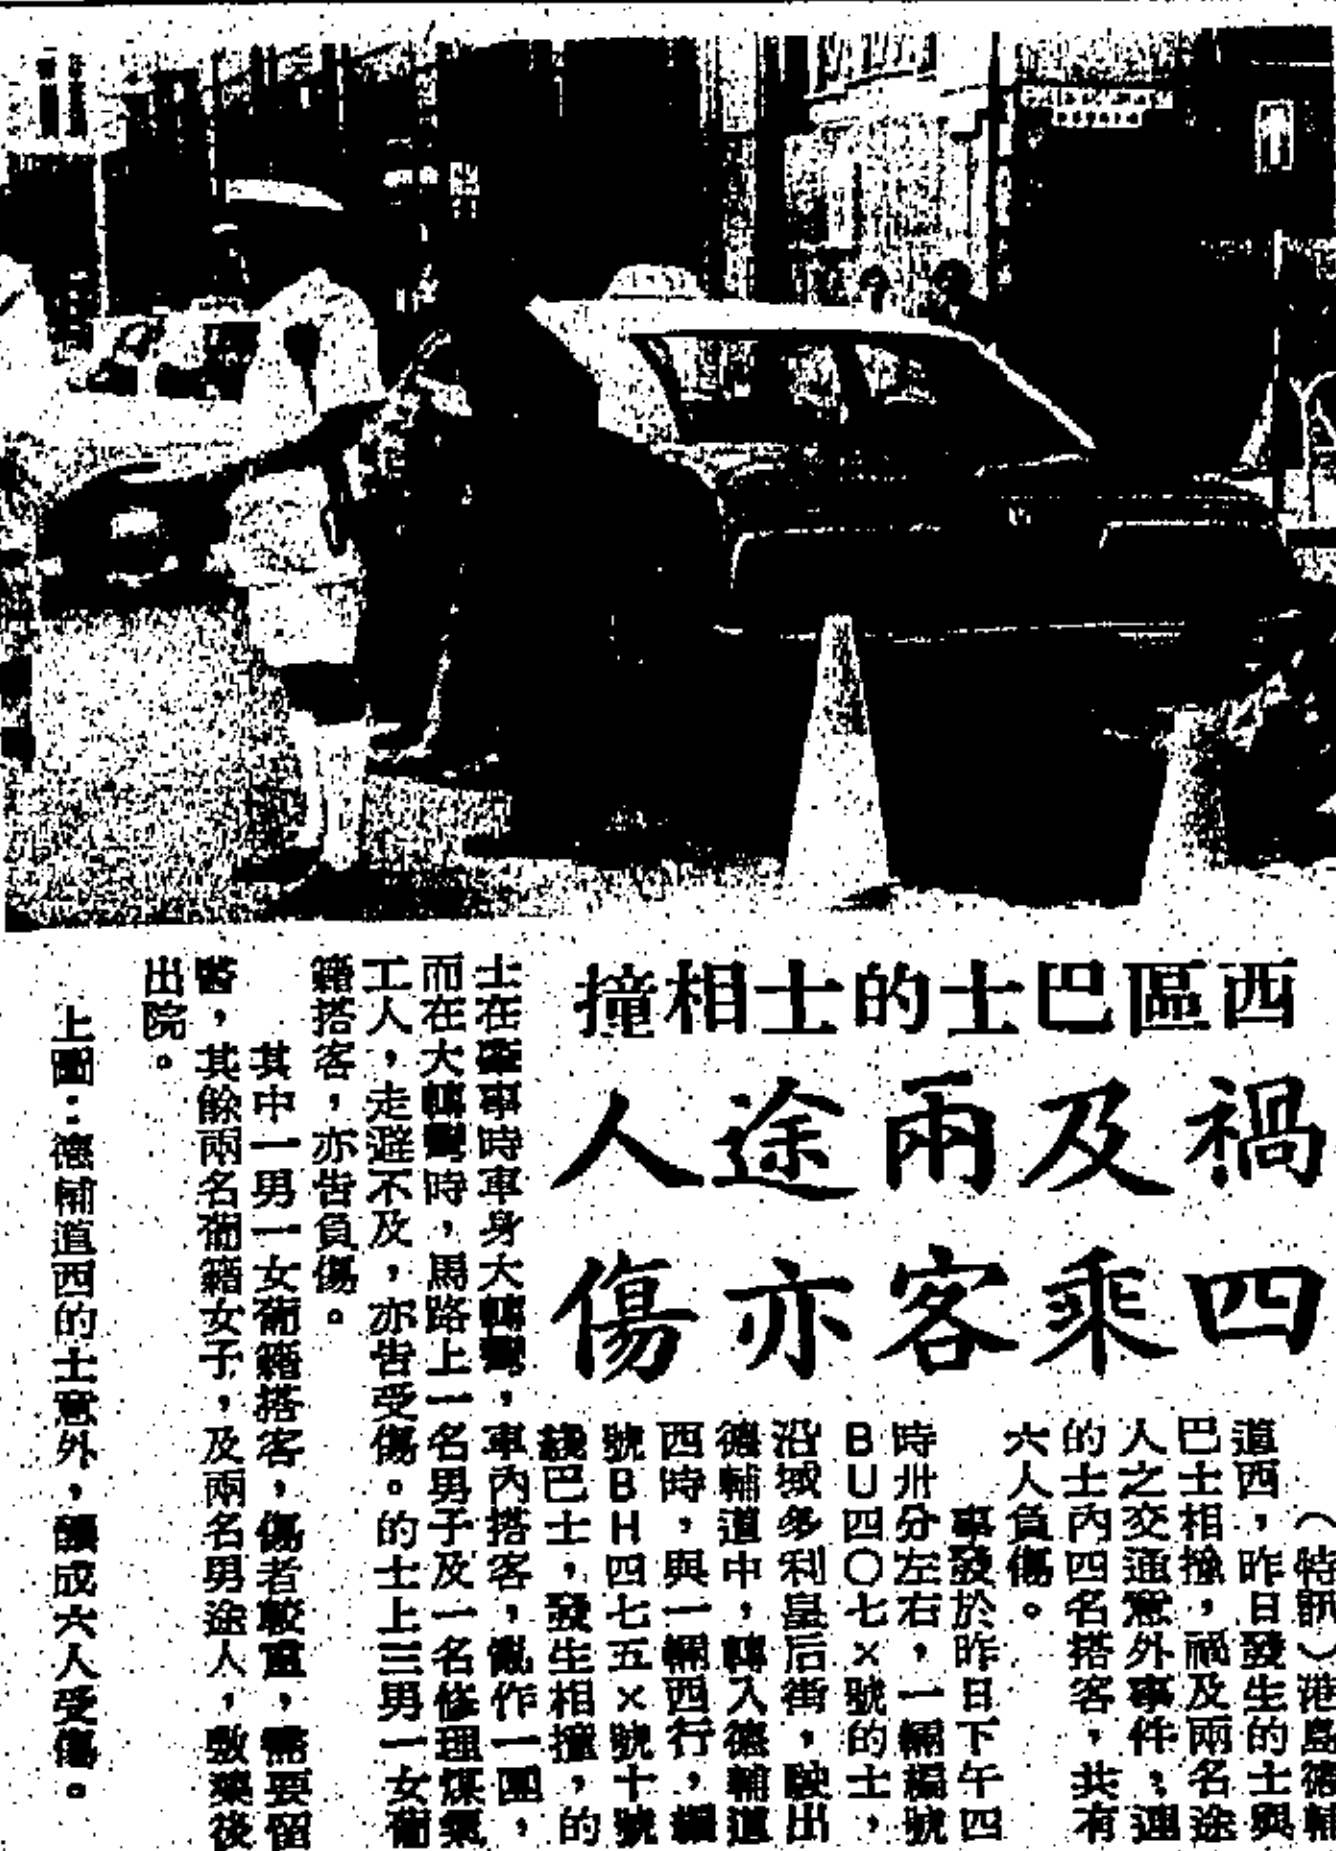 西區巴士的士相撞
禍及兩途人
四乘客亦傷
（特訊）港島德輔
道西，昨日發生的士與
巴士相撞，禍及兩名途
人之交通意外事件，連
的士內四名搭客，共有
六人負傷。
事發於昨日下午四
時卅分左右，一輛編號
BU四〇七×號的士，
沿域多利皇后街，駛出
德輔道中，轉入德輔道
西時，與一輛西行，編
號BH四七五×號十號
綫巴士，發生相撞，的
士在肇事時車身大轉彎，車內搭客，慨作一團，
而在大轉彎時，馬路上一名男子及一名修理煤氣
工人，走避不及，亦告受傷。的士上三男一女葡
籍搭客，亦告負傷。
其中一男一女葡籍搭客，傷者較重，需要留
醫，其餘兩名葡籍女子，及兩名男途人，敷藥後
出院。
上圖：德輔道西的士意外，釀成六人受傷。